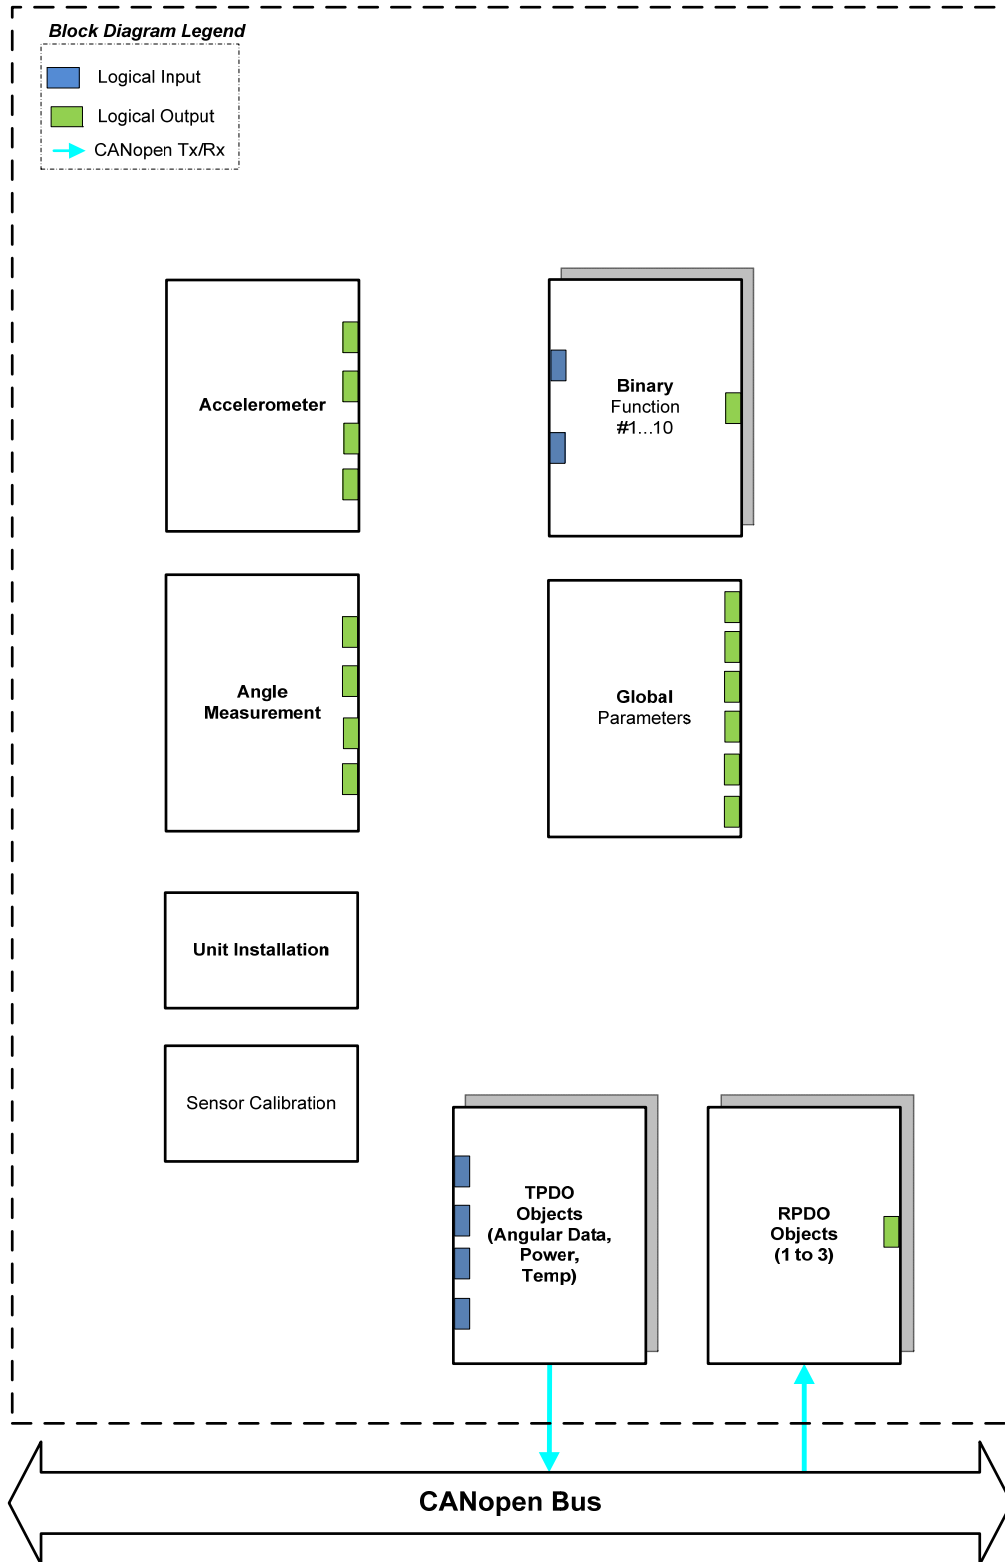 Block Diagram Legend
Logical Input
Logical Output
CANopen Tx/Rx
Accelerometer
Binary
Function
#1...10
Angle
Measurement
Global
Parameters
Unit Installation
Sensor Calibration
TPDO
Objects
(Angular Data,
Power,
Temp)
RPDO
Objects
(1 to 3)
CANopen Bus